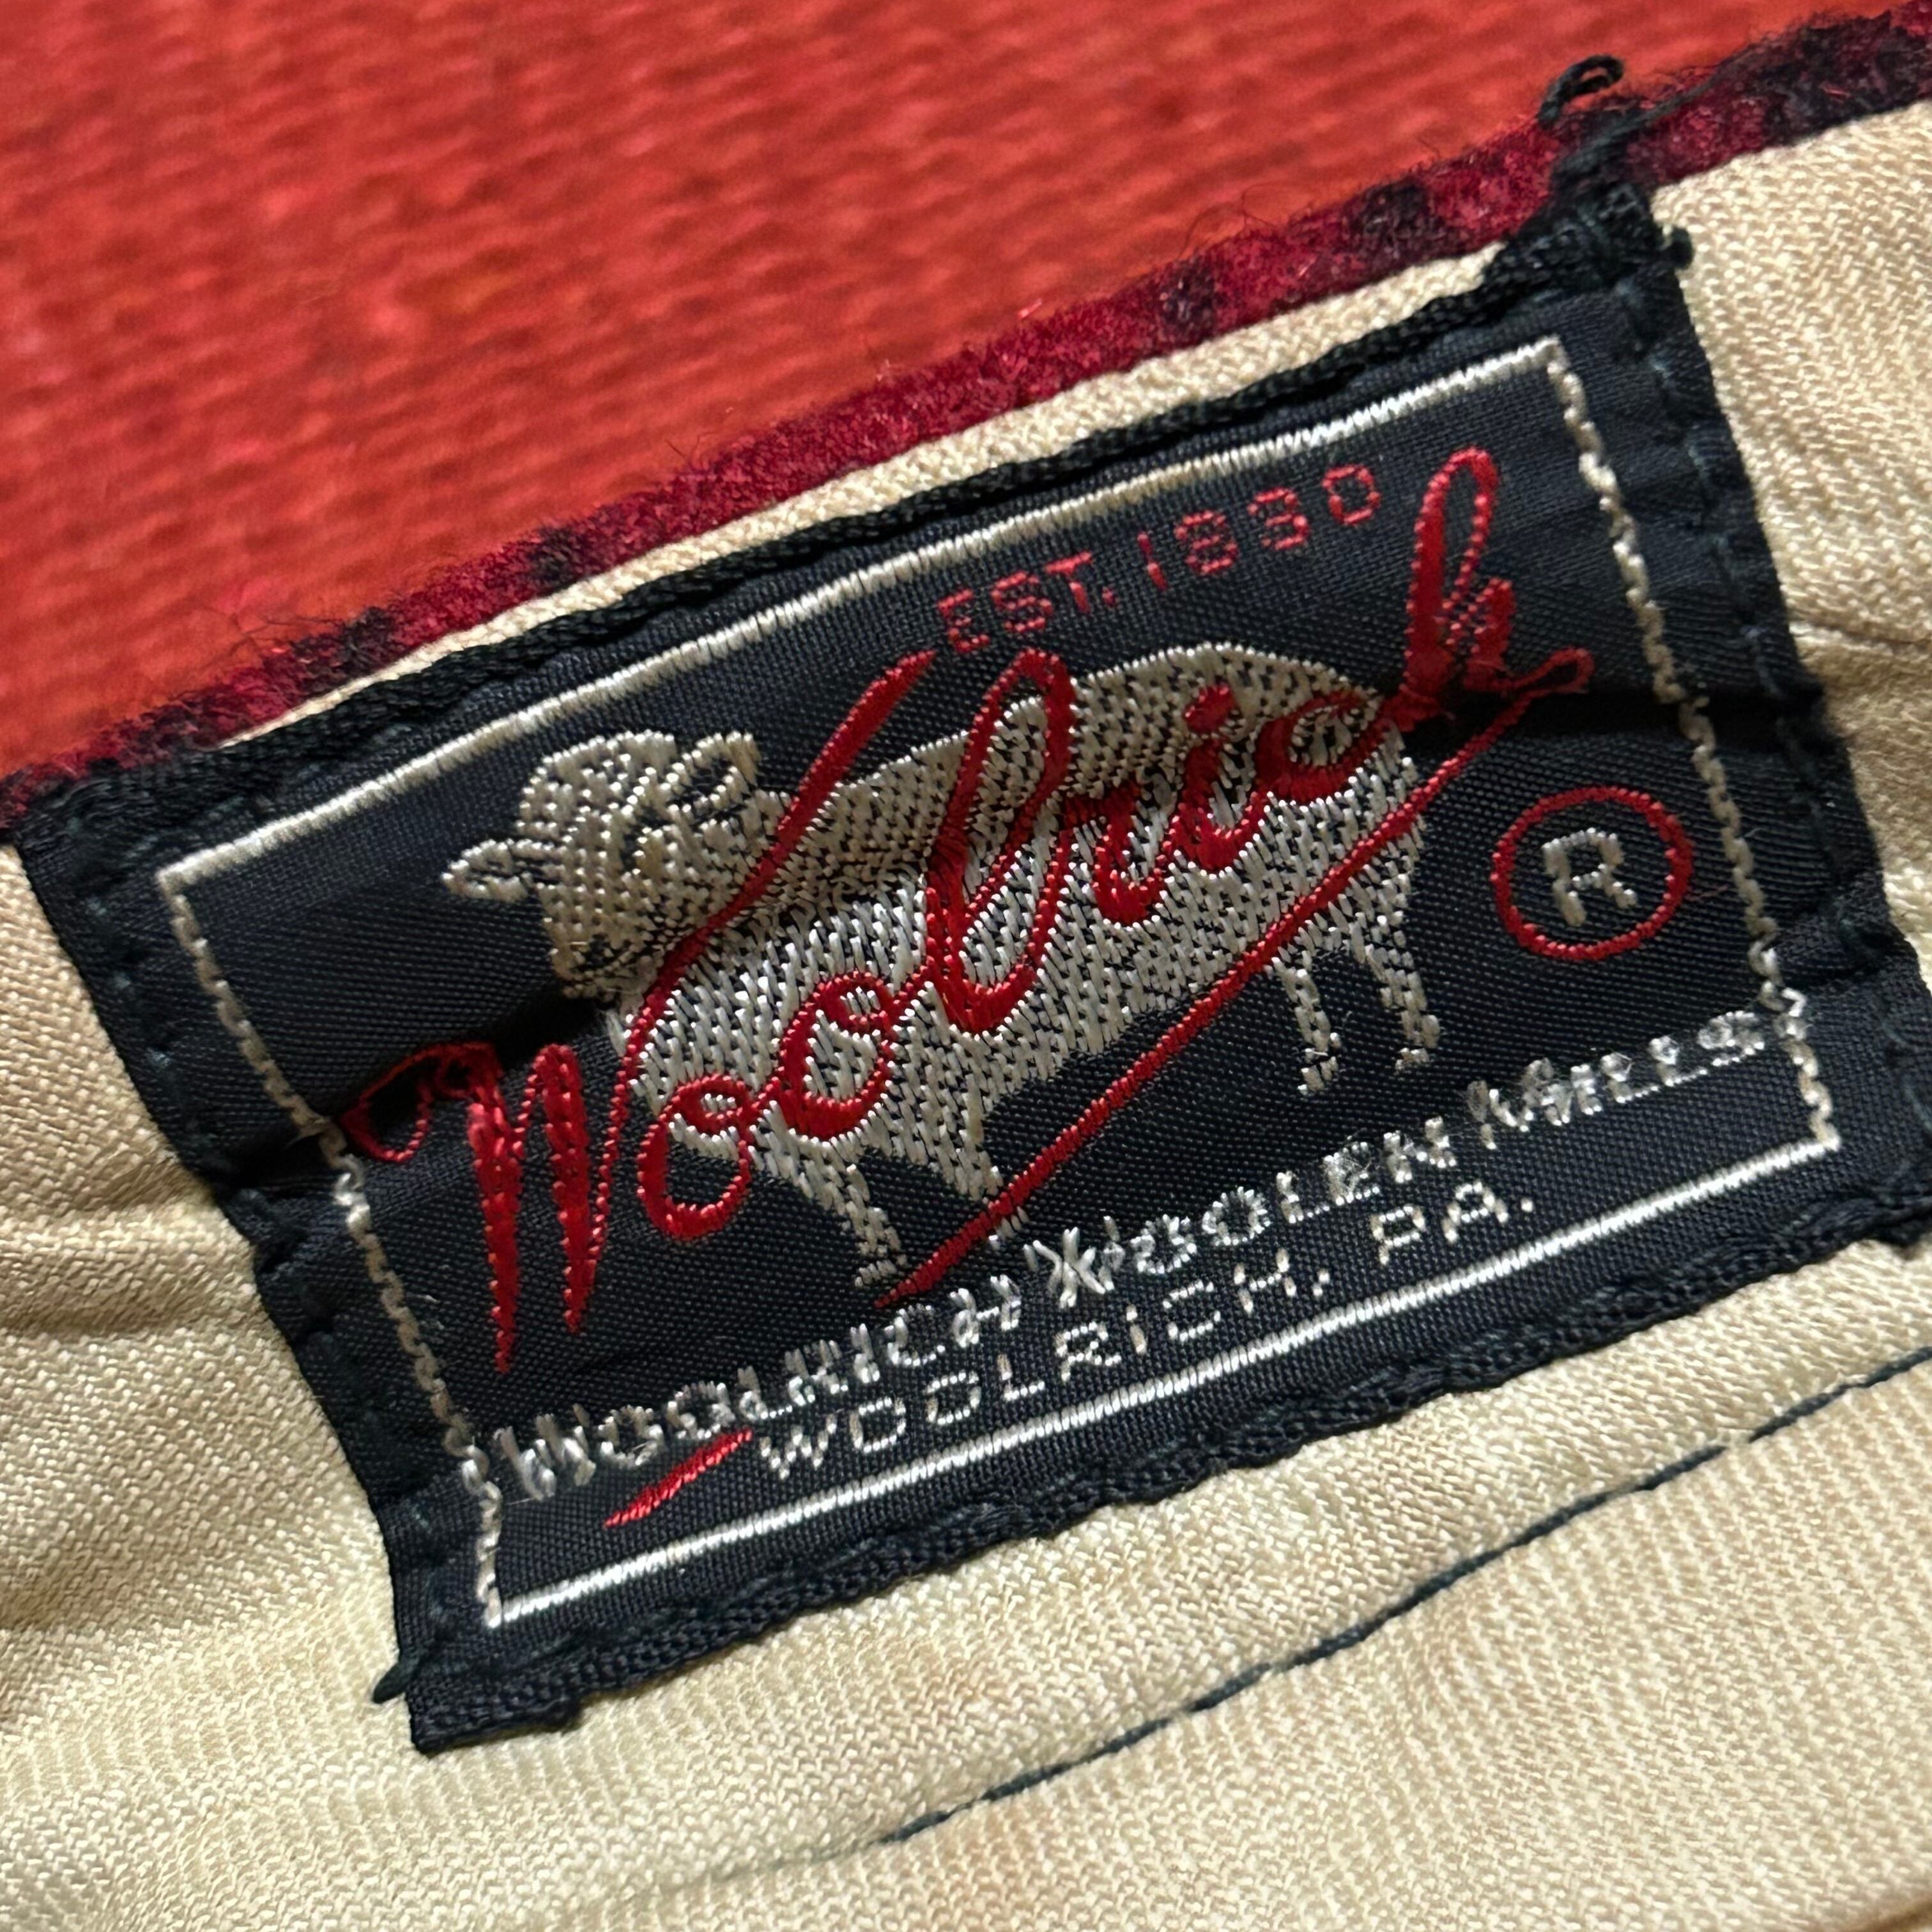 EST. 1830
Woolrich
R
WOOLRICH WOOLEN MILLS
WOOLRICH, PA.